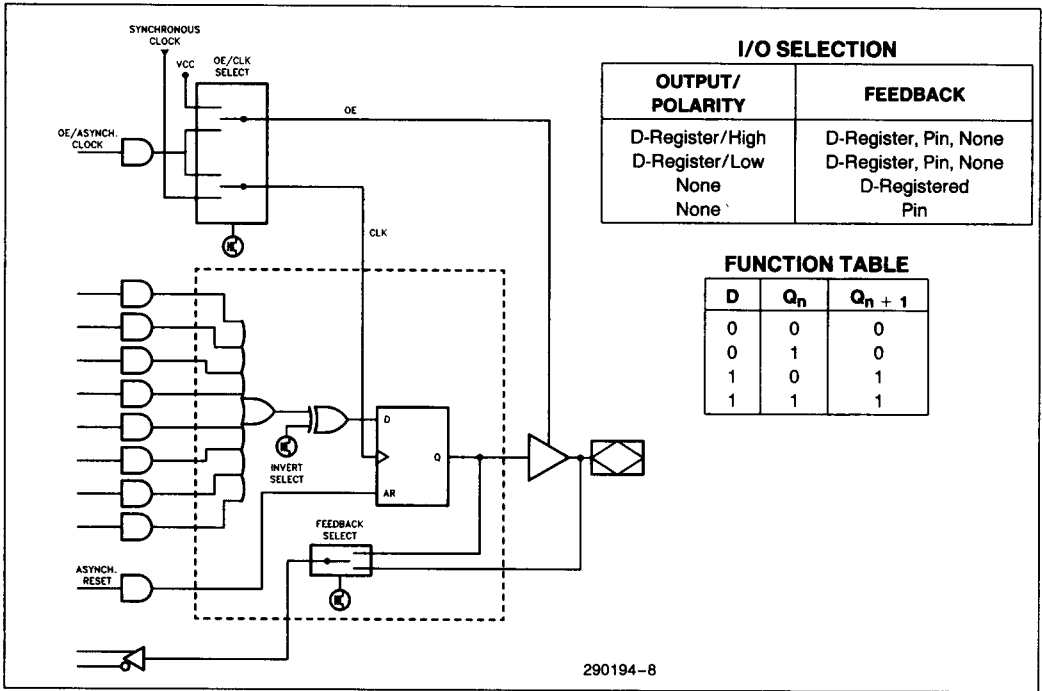 SYNCHRONOUS
CLOCK
VCC
OE/CLK
SELECT
OE
OE/ASYNCH.
CLOCK
CLK
INVERT
SELECT
D
Q
AR
FEEDBACK
SELECT
ASYNCH.
RESET
I/O SELECTION
OUTPUT/
POLARITY
FEEDBACK
D-Register/High D-Register, Pin, None
D-Register/Low D-Register, Pin, None
None D-Registered
None Pin
FUNCTION TABLE
D Qn Qn + 1
0 0 0
0 1 0
1 0 1
1 1 1
290194-8